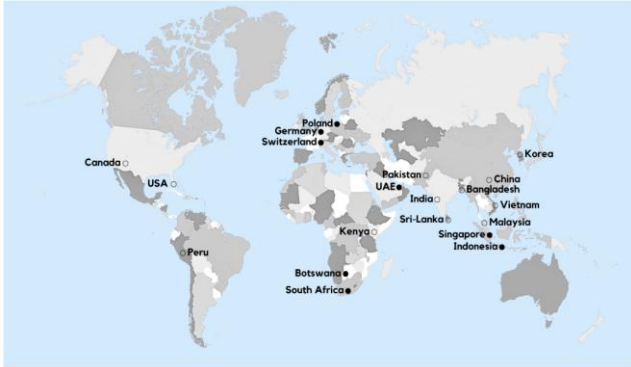 Poland
Germany
Switzerland
Korea
Canada
Pakistan
China
USA
UAE
Bangladesh
India
Vietnam
Sri-Lanka
Malaysia
Kenya
Singapore
Indonesia
Peru
Botswana
South Africa